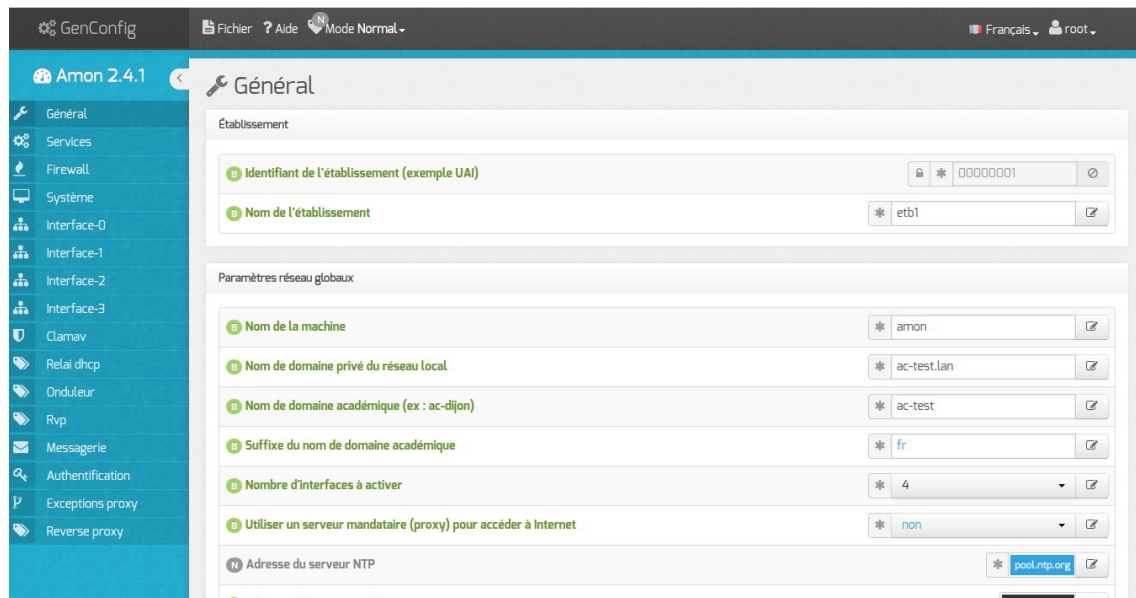 GenConfig
Fichier ? Aide N Mode Normal
Français root
Amon 2.4.1
Général
Services
Firewall
Système
Interface-0
Interface-1
Interface-2
Interface-3
Clamav
Relai dhcp
Onduleur
Rvp
Messagerie
Authentification
Exceptions proxy
Reverse proxy
Général
Établissement
B Identifiant de l'établissement (exemple UAI) * 00000001
B Nom de l'établissement * etb1
Paramètres réseau globaux
B Nom de la machine * amon
B Nom de domaine privé du réseau local * ac-test.lan
B Nom de domaine académique (ex : ac-dijon) * ac-test
B Suffixe du nom de domaine académique * fr
B Nombre d'interfaces à activer * 4
B Utiliser un serveur mandataire (proxy) pour accéder à Internet * non
N Adresse du serveur NTP * pool.ntp.org